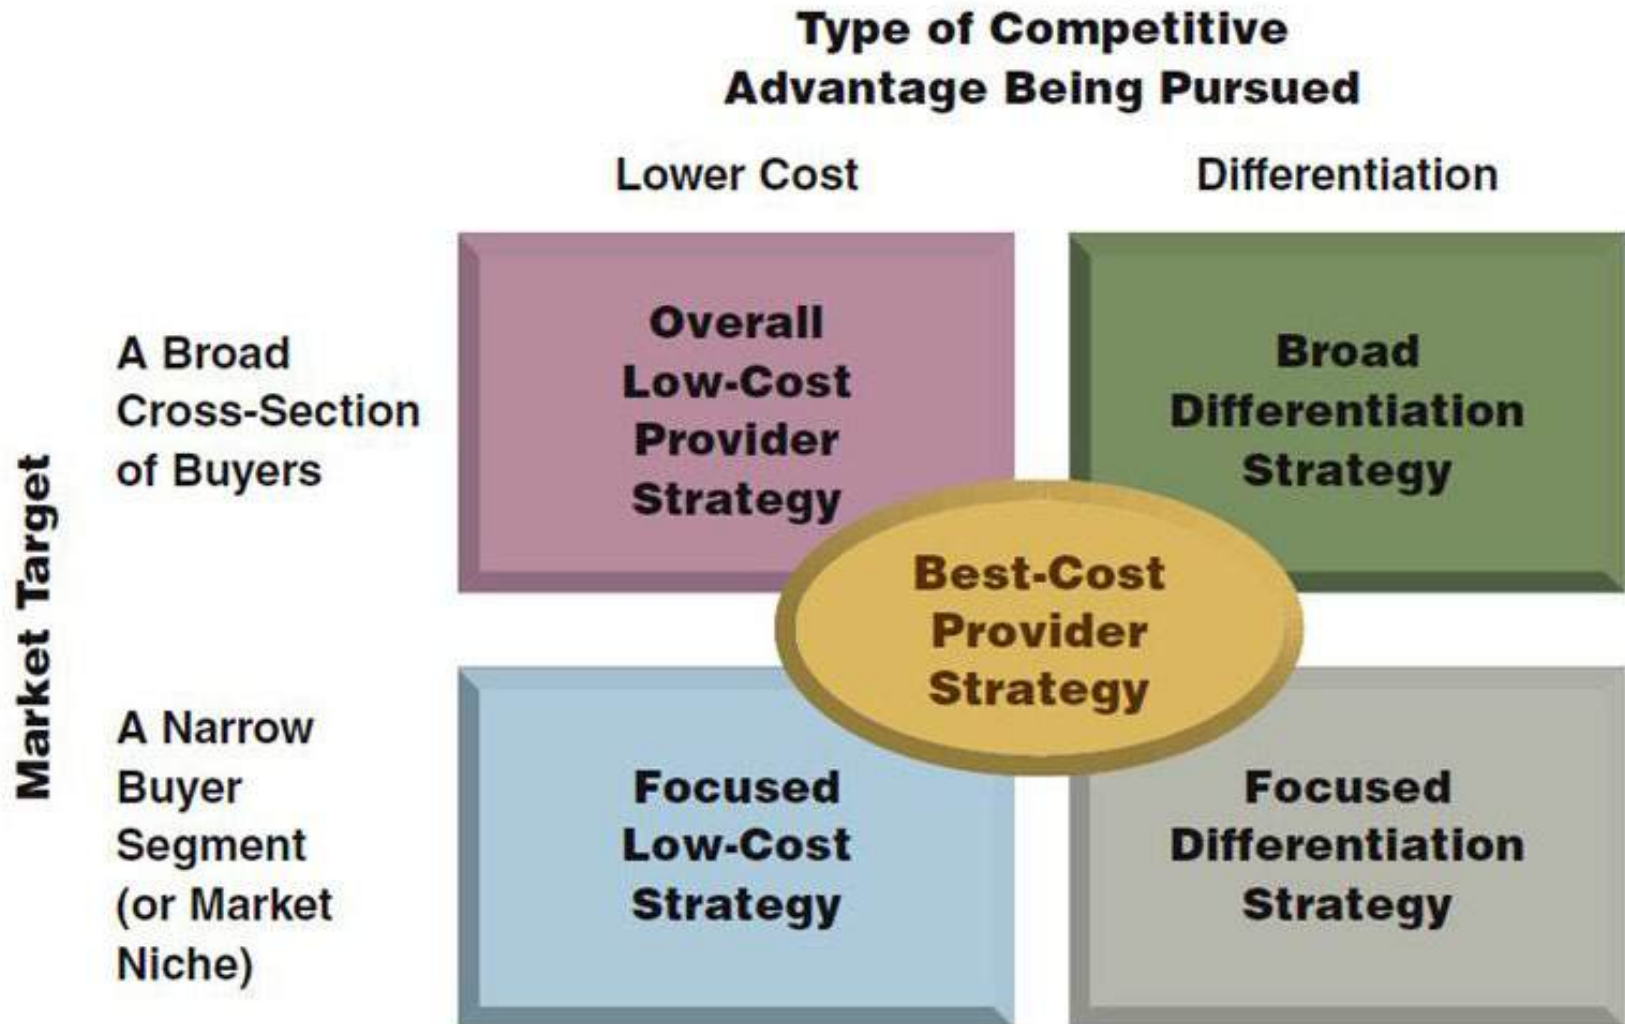 Type of Competitive
Advantage Being Pursued
Lower Cost
Differentiation
Market Target
A Broad
Cross-Section
of Buyers
Overall
Low-Cost
Provider
Strategy
Broad
Differentiation
Strategy
Best-Cost
Provider
Strategy
A Narrow
Buyer
Segment
(or Market
Niche)
Focused
Low-Cost
Strategy
Focused
Differentiation
Strategy